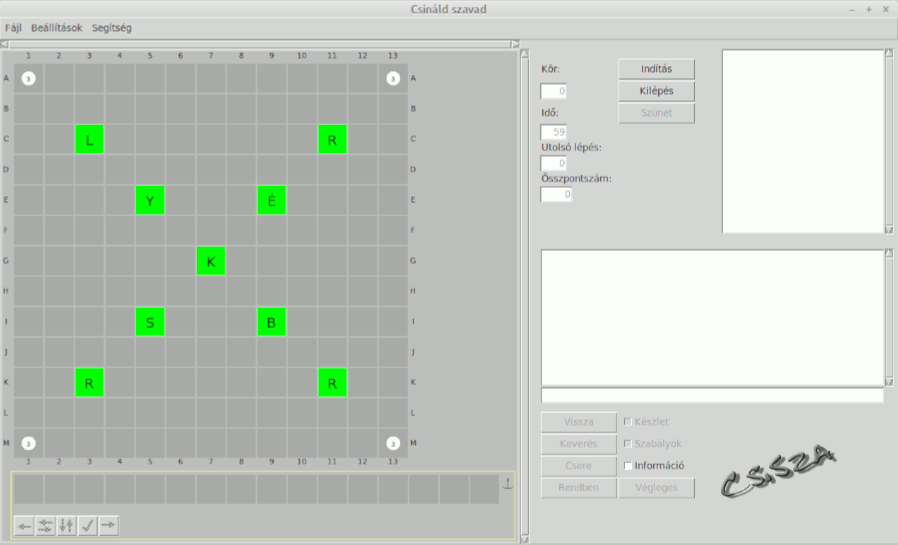 Csináld szavad
Fájl Beállítások Segítség
1 2 3 4 5 6 7 8 9 10 11 12 13
A 3 3 A
B B
C L R C
D D
E Y É E
F F
G K G
H H
I S B I
J J
K R R K
L L
M 3 3 M
1 2 3 4 5 6 7 8 9 10 11 12 13
Kör:
0
Idő:
59
Utolsó lépés:
0
Összpontszám:
0
Indítás
Kilépés
Szünet
Vissza Készlet
Keverés Szabályok
Csere Információ
Rendben Végleges
CSiSZA